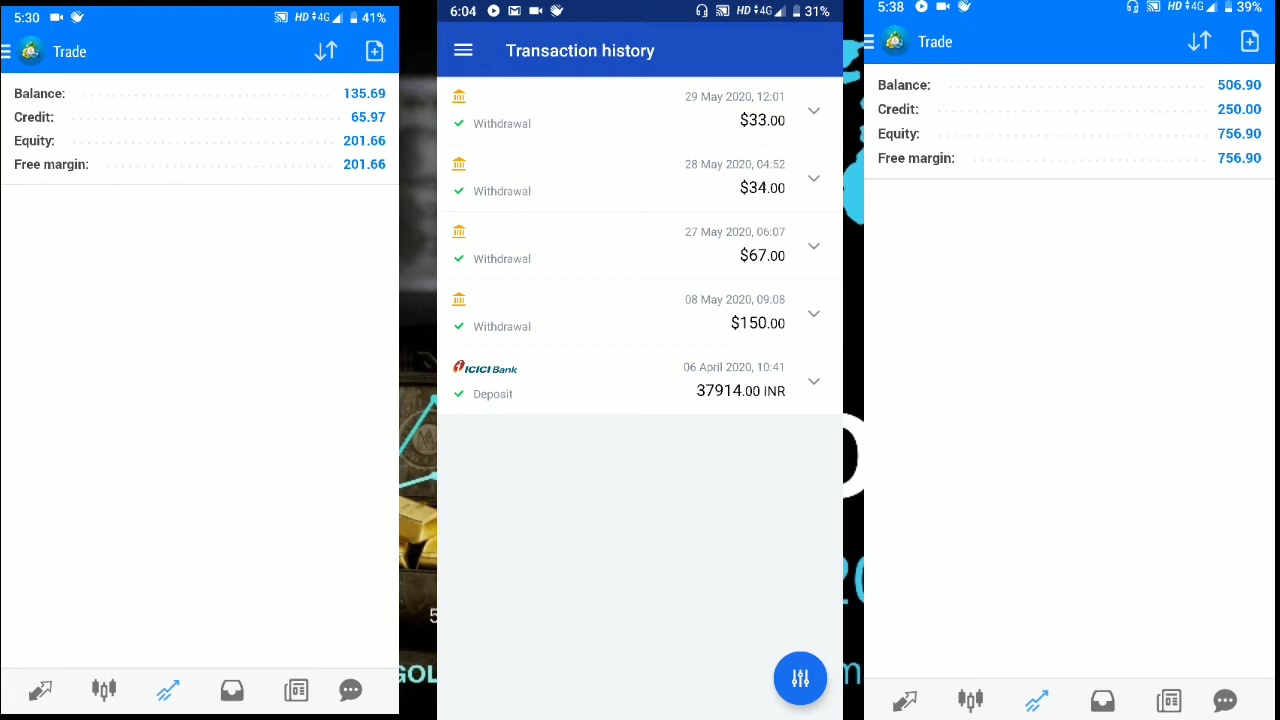 5:30 HD 4G 41%
Trade
Balance: 135.69
Credit: 65.97
Equity: 201.66
Free margin: 201.66
6:04 HD 4G 31%
Transaction history
29 May 2020, 12:01
Withdrawal $33.00
28 May 2020, 04:52
Withdrawal $34.00
27 May 2020, 06:07
Withdrawal $67.00
08 May 2020, 09:08
Withdrawal $150.00
ICICI Bank 06 April 2020, 10:41
Deposit 37914.00 INR
5:38 HD 4G 39%
Trade
Balance: 506.90
Credit: 250.00
Equity: 756.90
Free margin: 756.90
5
GOL
20
m